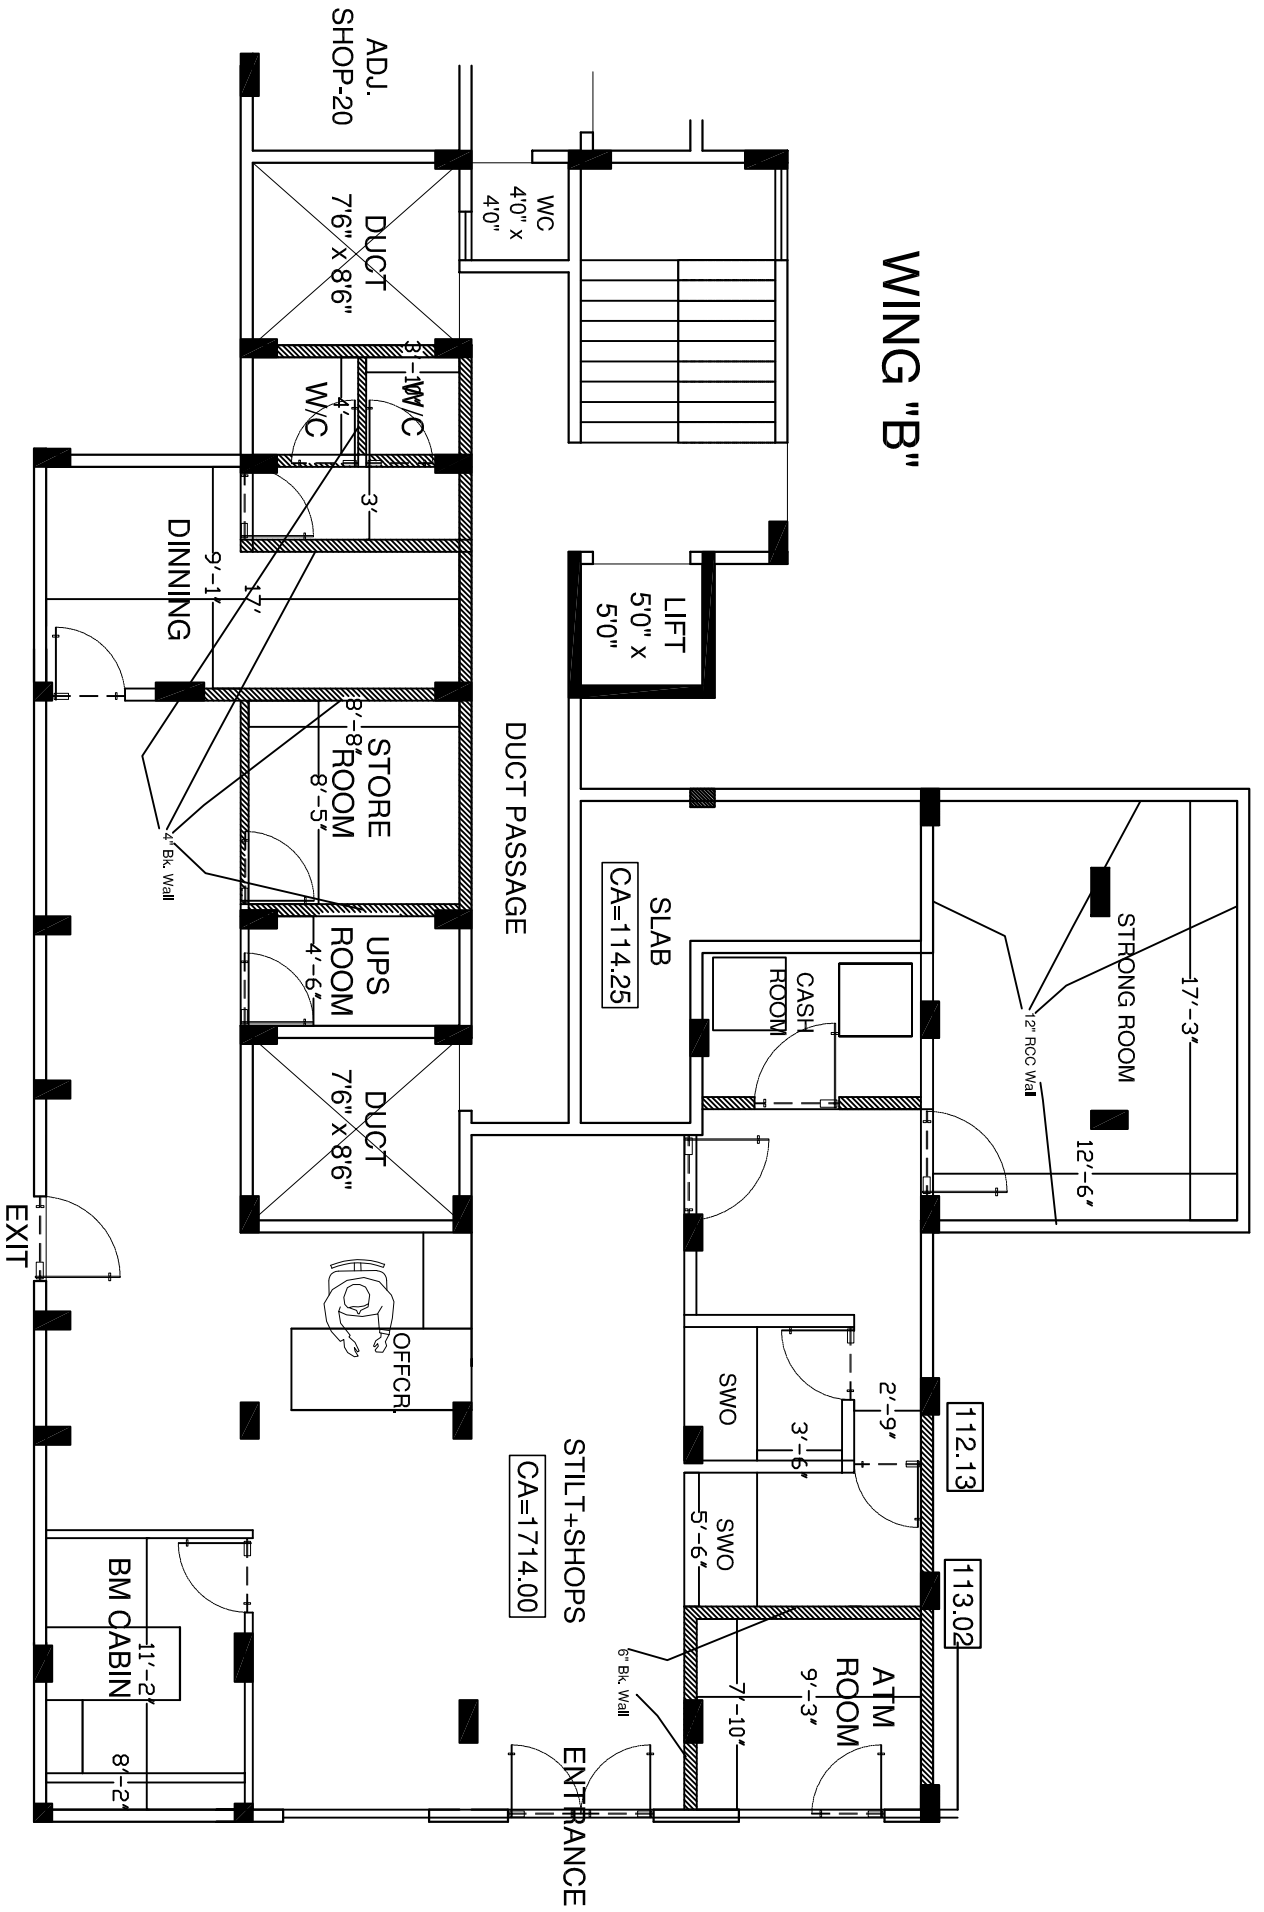 WING "B"
ADJ.
SHOP-20
DUCT
7'6" x 8'6"
WC
4'0" x
4'0"
W/C
3'-10"
W/C
4'
3'
DINNING
9'-1"
17'
LIFT
5'0" x
5'0"
DUCT PASSAGE
STORE
ROOM
8'-8"
8'-5"
4" Bk. Wall
UPS
ROOM
4'-6"
SLAB
CA=114.25
CASH
ROOM
STRONG ROOM
17'-3"
12" RCC Wall
12'-6"
DUCT
7'6" x 8'6"
EXIT
OFFCR.
SWO
3'-6"
2'-9"
112.13
SWO
5'-6"
113.02
STILT+SHOPS
CA=1714.00
6" Bk. Wall
ATM
ROOM
9'-3"
7'-10"
BM CABIN
11'-2"
8'-2"
ENTRANCE